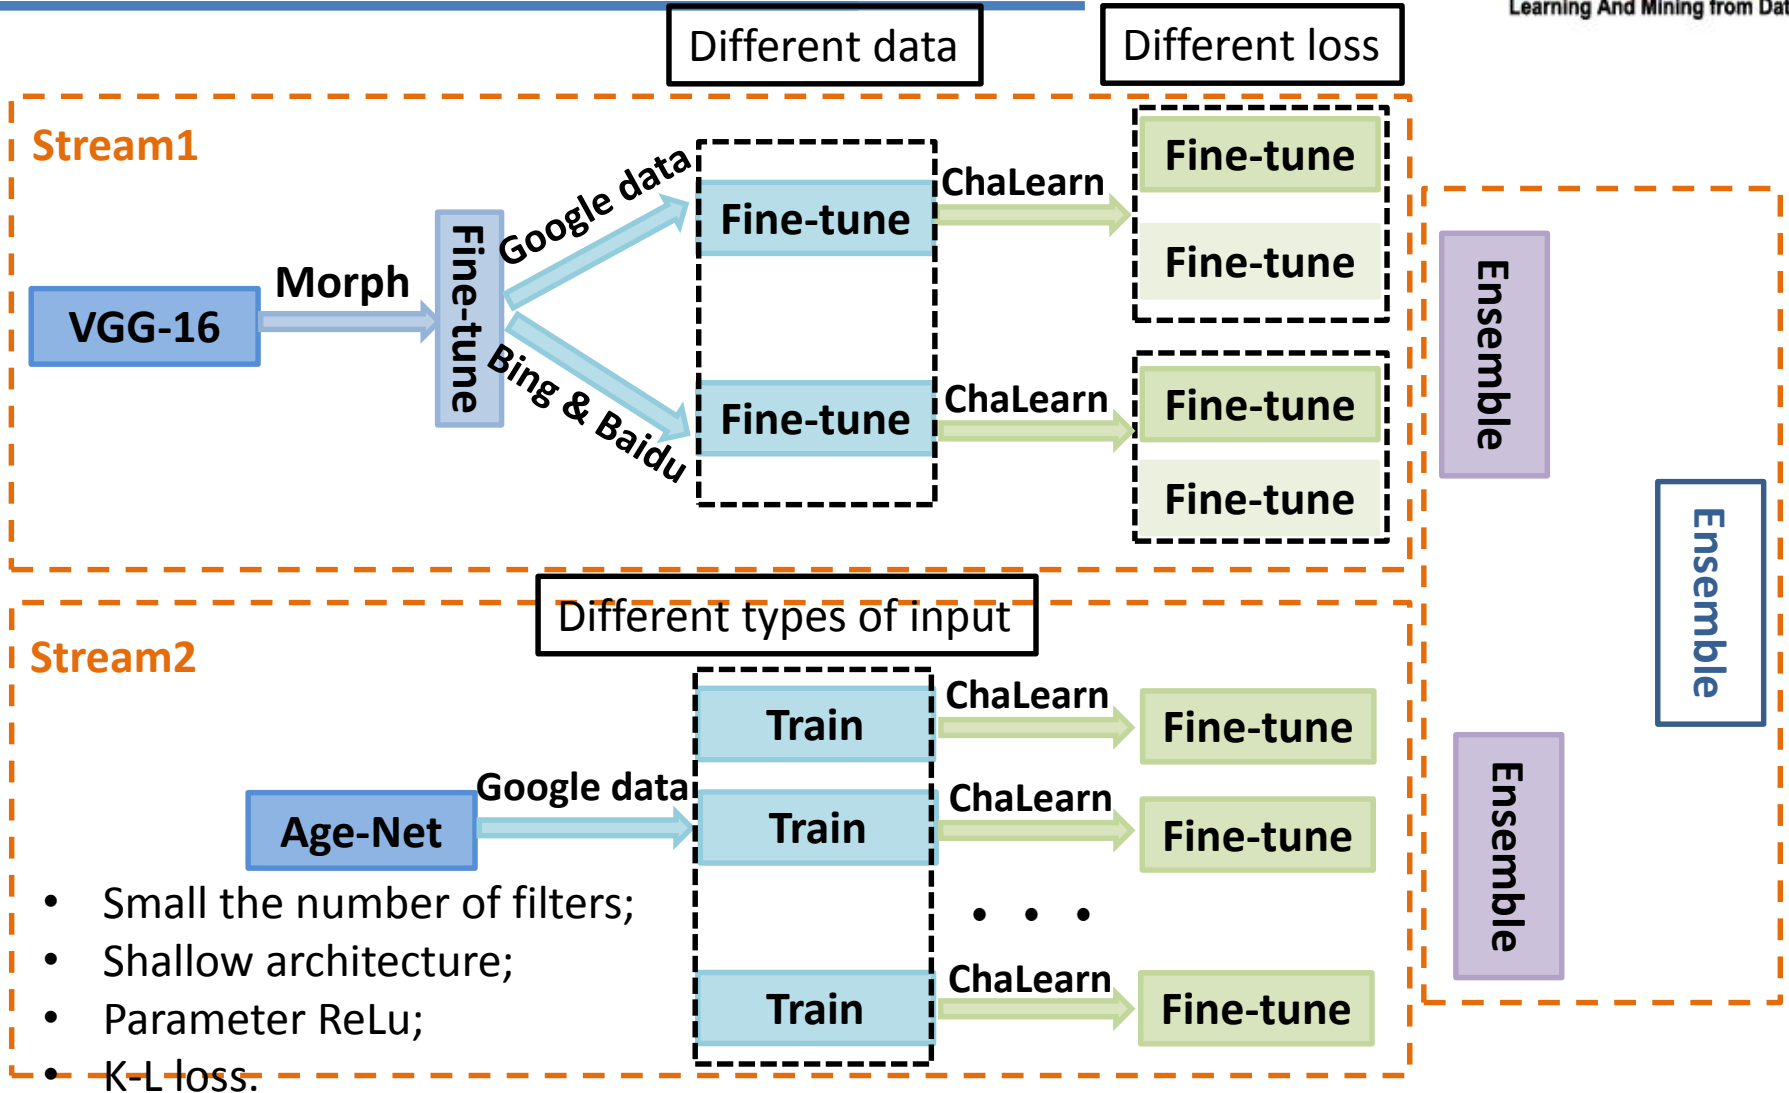 Learning And Mining from Dat
Different data
Different loss
Stream1
Fine-tune
Google data
ChaLearn
Fine-tune
Fine-tune
Morph
Fine-tune
VGG-16
Bing & Baidu
Fine-tune
ChaLearn
Fine-tune
Fine-tune
Ensemble
Ensemble
Different types of input
Stream2
Train
ChaLearn
Fine-tune
Google data
Age-Net
Train
ChaLearn
Fine-tune
. . .
Train
ChaLearn
Fine-tune
Ensemble
• Small the number of filters;
• Shallow architecture;
• Parameter ReLu;
• K-L loss.